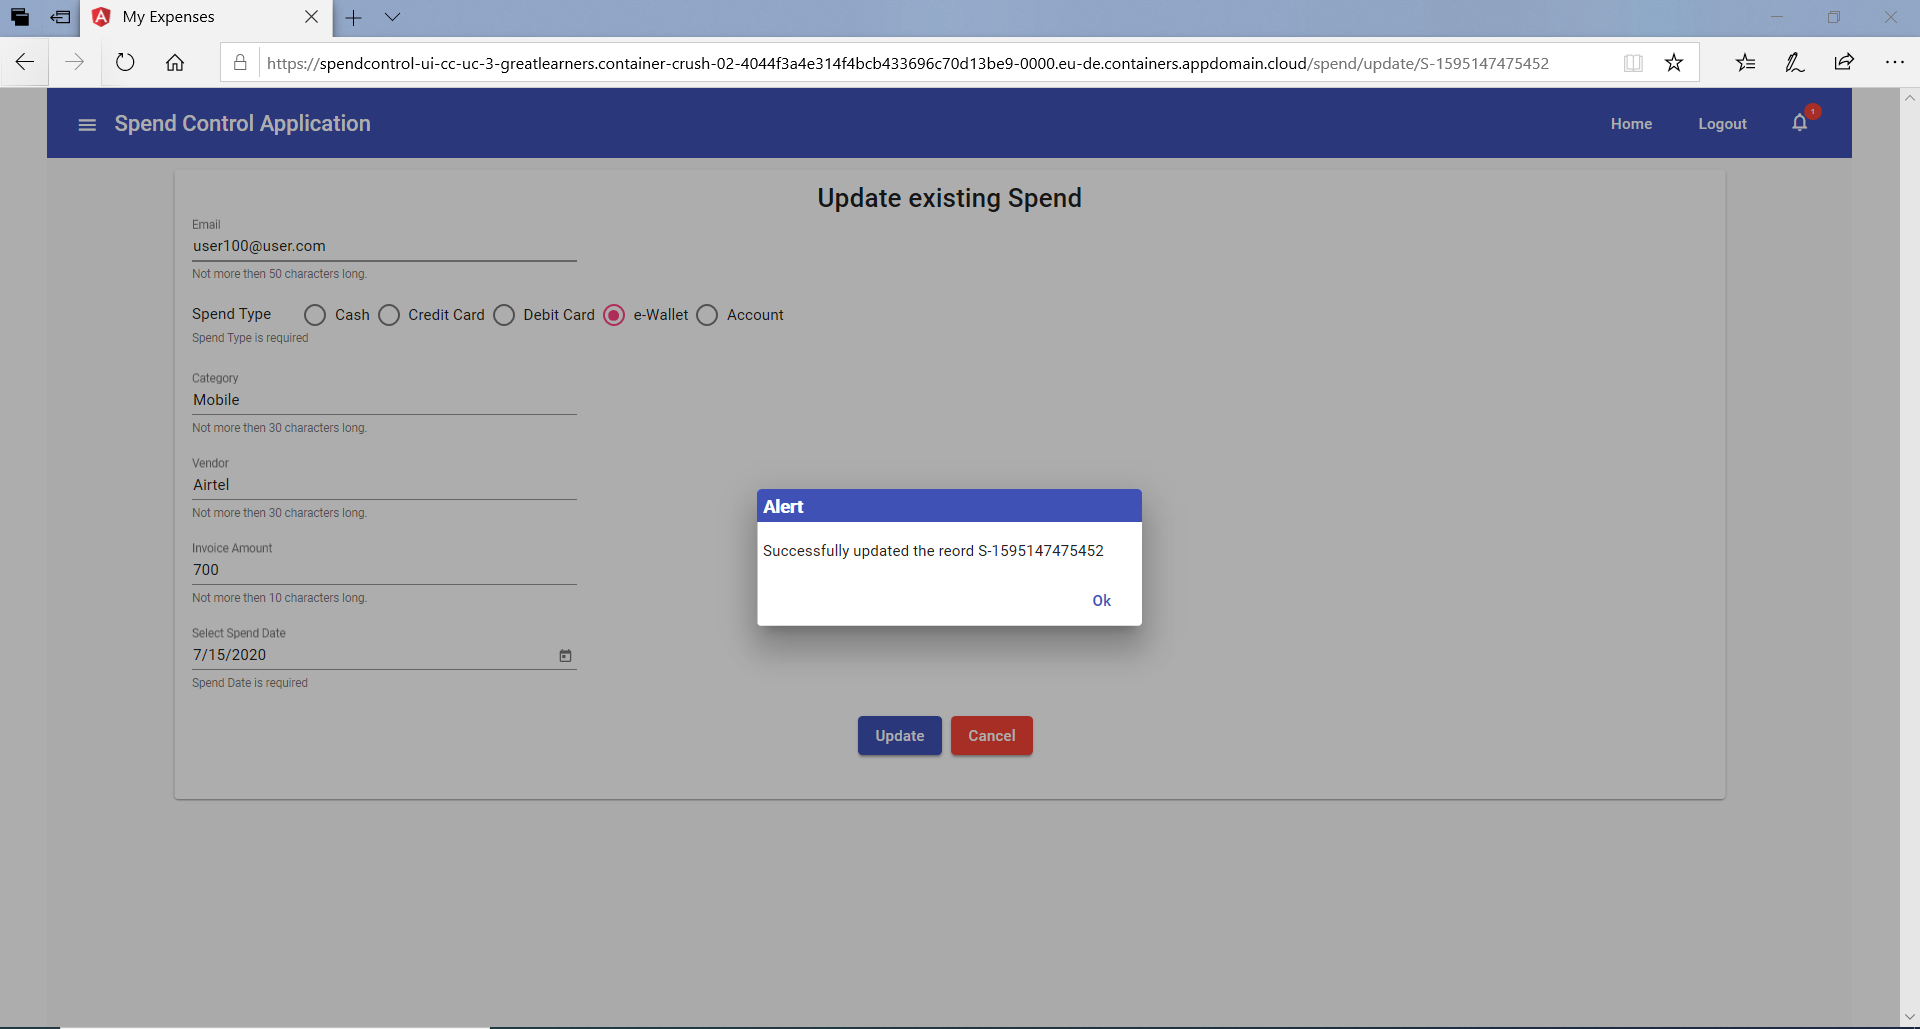 My Expenses
https://spendcontrol-ui-cc-uc-3-greatlearners.container-crush-02-4044f3a4e314f4bcb433696c70d13be9-0000.eu-de.containers.appdomain.cloud/spend/update/S-1595147475452
Spend Control Application
Home
Logout
1
Update existing Spend
Email
user100@user.com
Not more then 50 characters long.
Spend Type Cash Credit Card Debit Card e-Wallet Account
Spend Type is required
Category
Mobile
Not more then 30 characters long.
Vendor
Airtel
Not more then 30 characters long.
Invoice Amount
700
Not more then 10 characters long.
Select Spend Date
7/15/2020
Spend Date is required
Alert
Successfully updated the reord S-1595147475452
Ok
Update
Cancel